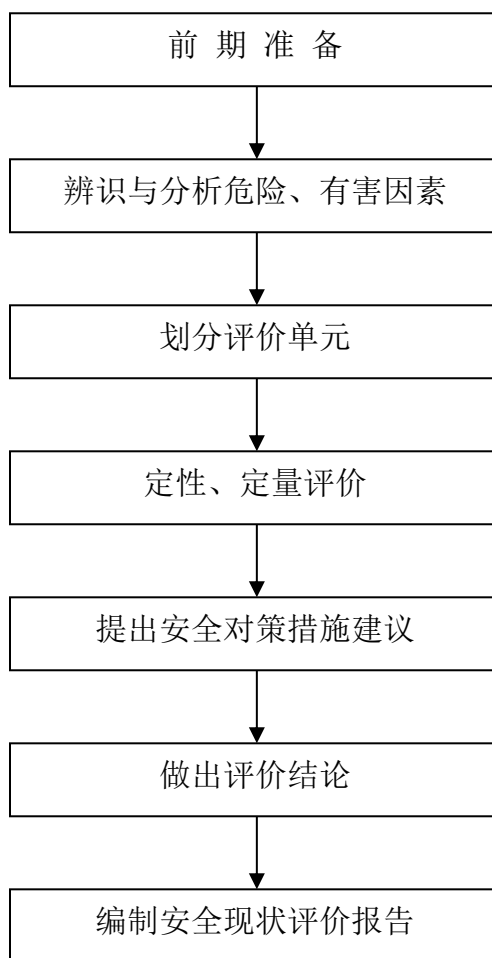 前 期 准 备
辨识与分析危险、有害因素
划分评价单元
定性、定量评价
提出安全对策措施建议
做出评价结论
编制安全现状评价报告